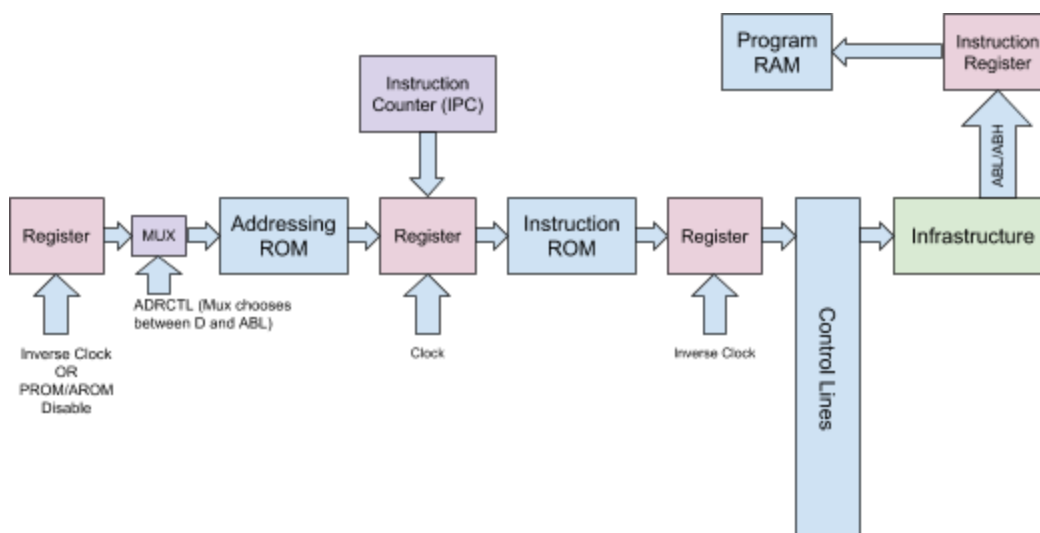 Program
RAM
Instruction
Register
Instruction
Counter (IPC)
ABL/ABH
Register
MUX
Addressing
ROM
Register
Instruction
ROM
Register
Infrastructure
ADRCTL (Mux chooses
between D and ABL)
Inverse Clock
OR
PROM/AROM
Disable
Clock
Inverse Clock
Control Lines